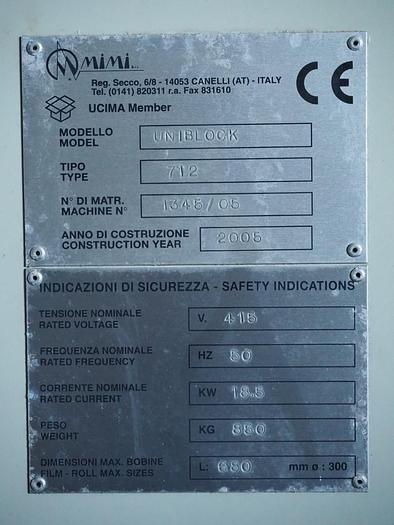 MIMI s.r.l.
Reg. Secco, 6/8 - 14053 CANELLI (AT) - ITALY
Tel. (0141) 820311 r.a. Fax 831610
CE
UCIMA Member
MODELLO
MODEL
UNIBLOCK
TIPO
TYPE
712
N° DI MATR.
MACHINE N°
1345/05
ANNO DI COSTRUZIONE
CONSTRUCTION YEAR
2005
INDICAZIONI DI SICUREZZA - SAFETY INDICATIONS
TENSIONE NOMINALE
RATED VOLTAGE
V. 415
FREQUENZA NOMINALE
RATED FREQUENCY
HZ 50
CORRENTE NOMINALE
RATED CURRENT
KW 18.5
PESO
WEIGHT
KG 850
DIMENSIONI MAX. BOBINE
FILM - ROLL MAX. SIZES
L: 680 mm ø : 300